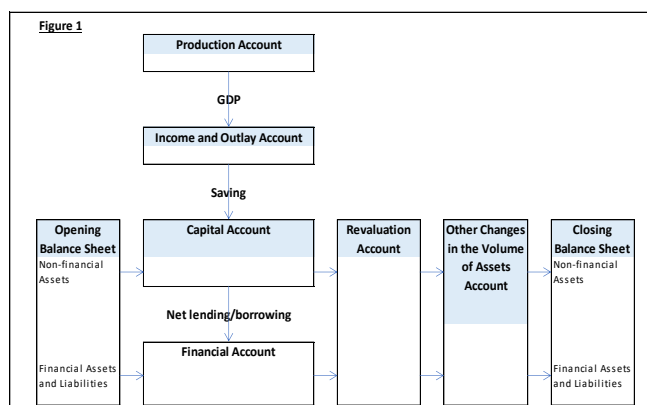 Figure 1
Production Account
GDP
Income and Outlay Account
Saving
Opening
Balance Sheet
Non-financial
Assets
Capital Account
Revaluation
Account
Other Changes
in the Volume
of Assets
Account
Closing
Balance Sheet
Non-financial
Assets
Net lending/borrowing
Financial Account
Financial Assets
and Liabilities
Financial Assets
and Liabilities